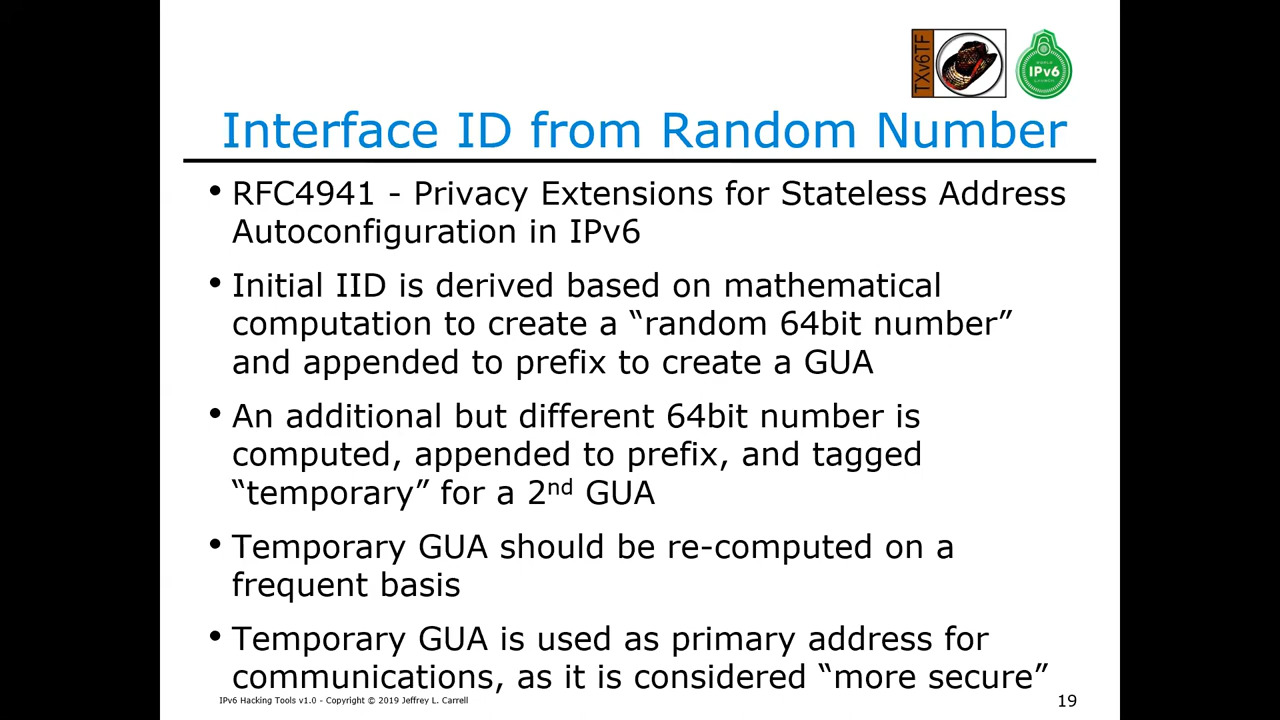 TXv6TF
WORLD
IPv6
LAUNCH
Interface ID from Random Number
• RFC4941 - Privacy Extensions for Stateless Address
Autoconfiguration in IPv6
• Initial IID is derived based on mathematical
computation to create a “random 64bit number”
and appended to prefix to create a GUA
• An additional but different 64bit number is
computed, appended to prefix, and tagged
“temporary” for a 2nd GUA
• Temporary GUA should be re-computed on a
frequent basis
• Temporary GUA is used as primary address for
communications, as it is considered “more secure”
IPv6 Hacking Tools v1.0 - Copyright © 2019 Jeffrey L. Carrell
19